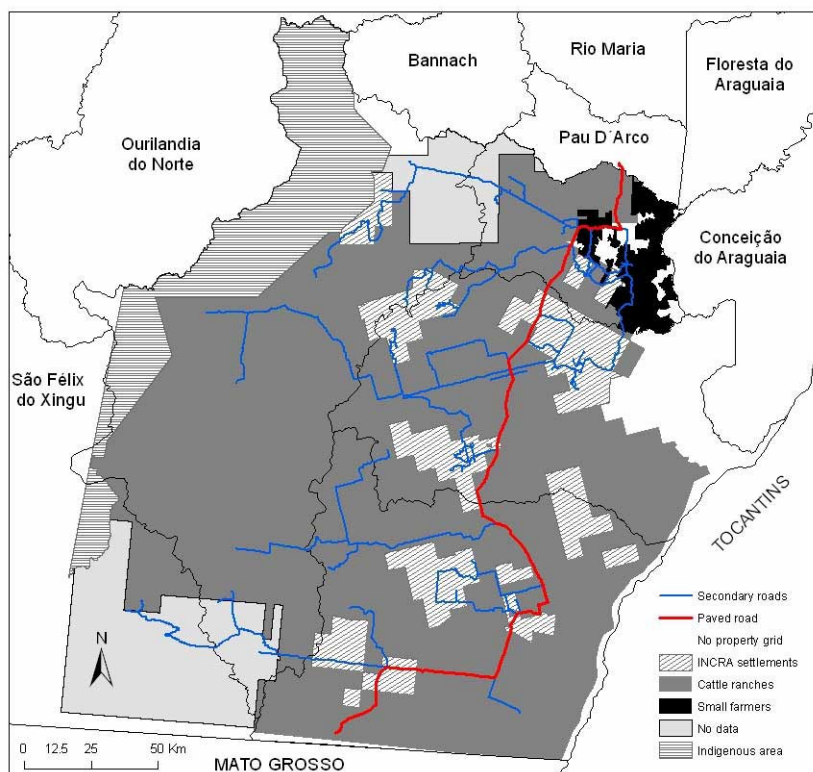 Bannach
Rio Maria
Floresta do
Araguaia
Ourilandia
do Norte
Pau D´Arco
Conceição
do Araguaia
São Félix
do Xingu
TOCANTINS
Secondary roads
Paved road
No property grid
INCRA settlements
Cattle ranches
Small farmers
No data
Indigenous area
N
0 12.5 25 50 Km
MATO GROSSO